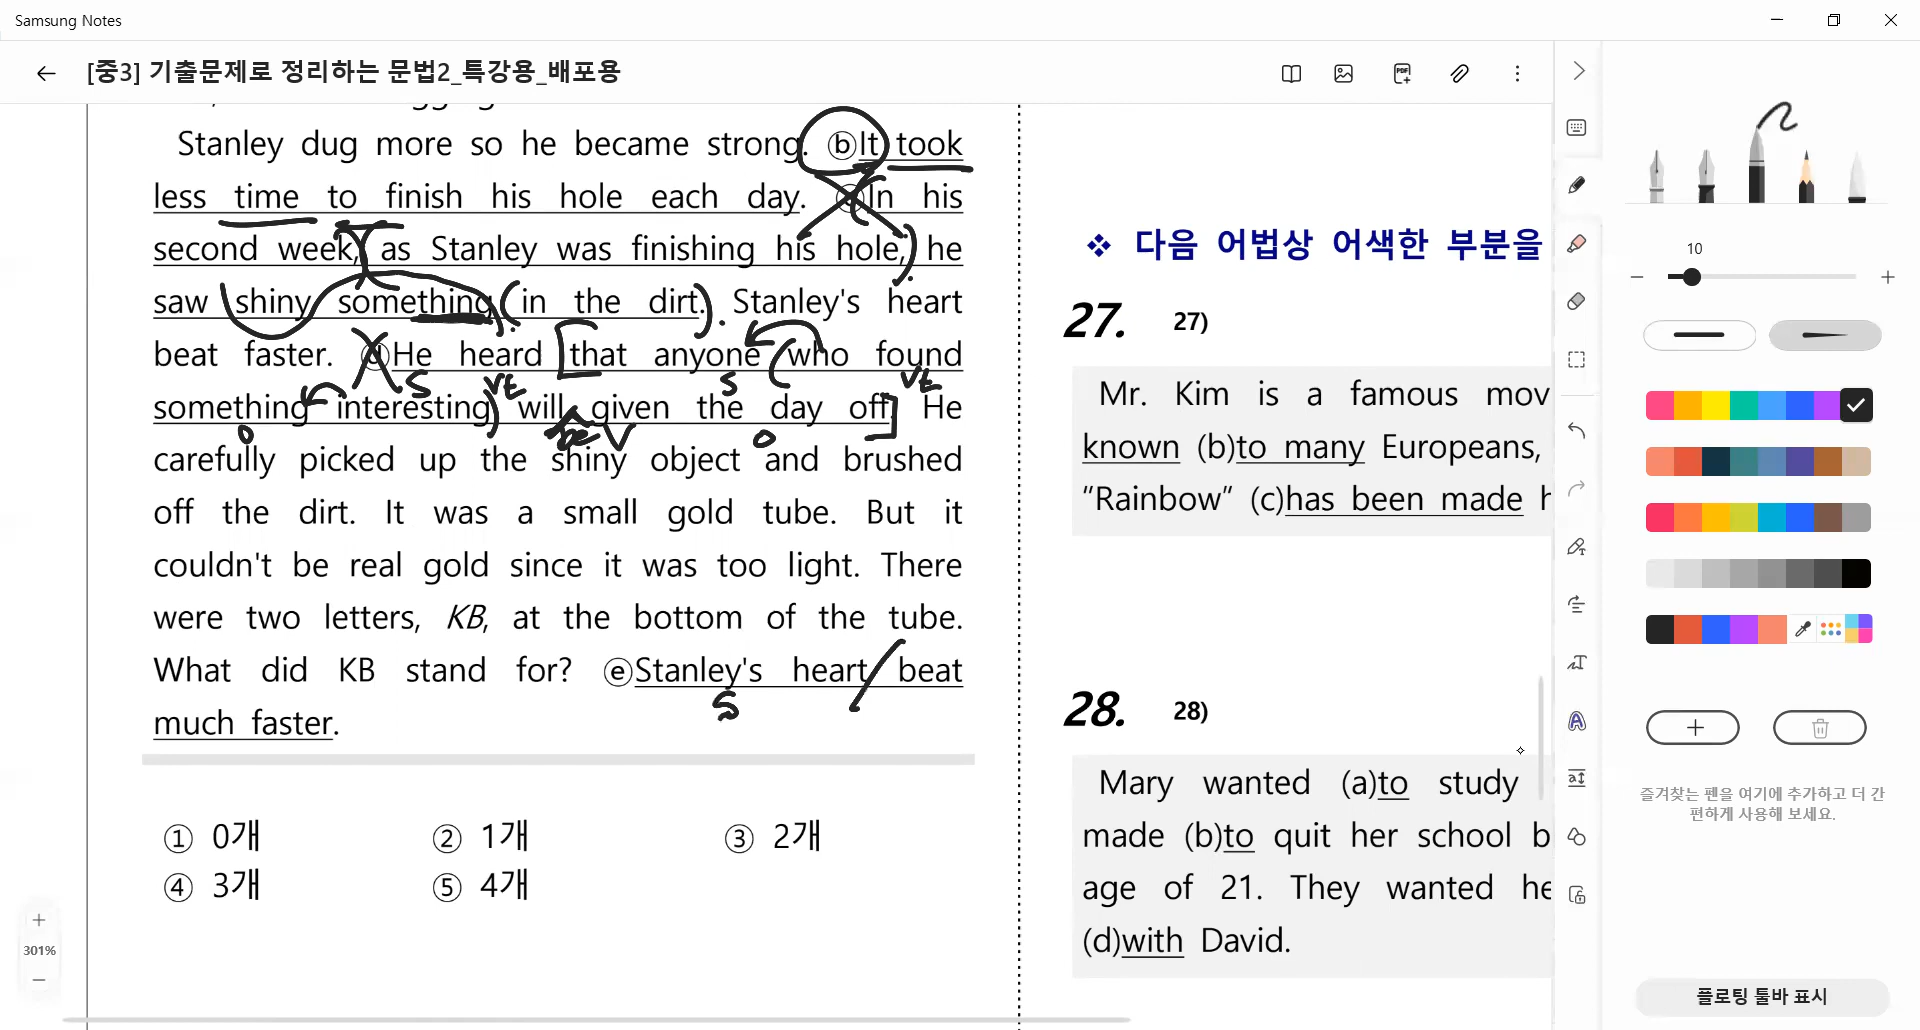 Samsung Notes
[중3] 기출문제로 정리하는 문법2_특강용_배포용
Stanley dug more so he became strong. ⓑIt took
less time to finish his hole each day. ⓒIn his
second week, as Stanley was finishing his hole, he
saw shiny something in the dirt. Stanley's heart
beat faster. ⓓHe heard that anyone who found
S vt S vt
something interesting will given the day off. He
o be V o
carefully picked up the shiny object and brushed
off the dirt. It was a small gold tube. But it
couldn't be real gold since it was too light. There
were two letters, KB, at the bottom of the tube.
What did KB stand for? ⓔStanley's heart beat
S
much faster.
① 0개 ② 1개 ③ 2개
④ 3개 ⑤ 4개
❖ 다음 어법상 어색한 부분을
27. 27)
Mr. Kim is a famous mov
known (b)to many Europeans,
“Rainbow” (c)has been made h
28. 28)
Mary wanted (a)to study
made (b)to quit her school b
age of 21. They wanted he
(d)with David.
301%
10
즐겨찾는 펜을 여기에 추가하고 더 간
편하게 사용해 보세요.
플로팅 툴바 표시